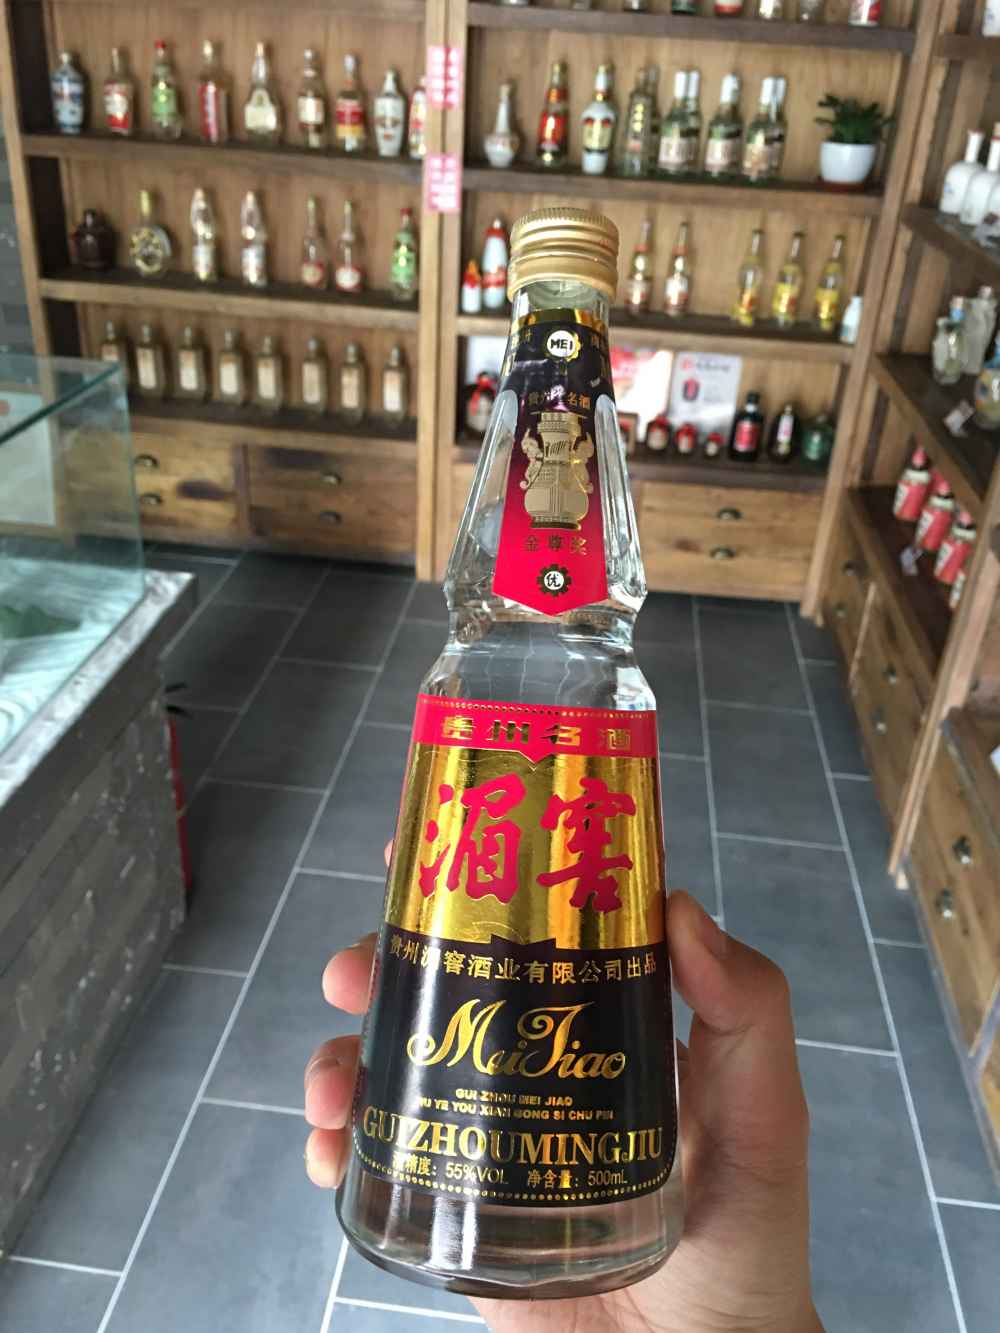 MEI
名酒
金尊奖
优
贵州名酒
湄窖
贵州湄窖酒业有限公司出品
MeiJiao
GUI ZHOU MEI JIAO
JIU YE YOU XIAN GONG SI CHU PIN
GUIZHOUMINGJIU
酒精度：55%VOL 净含量：500mL